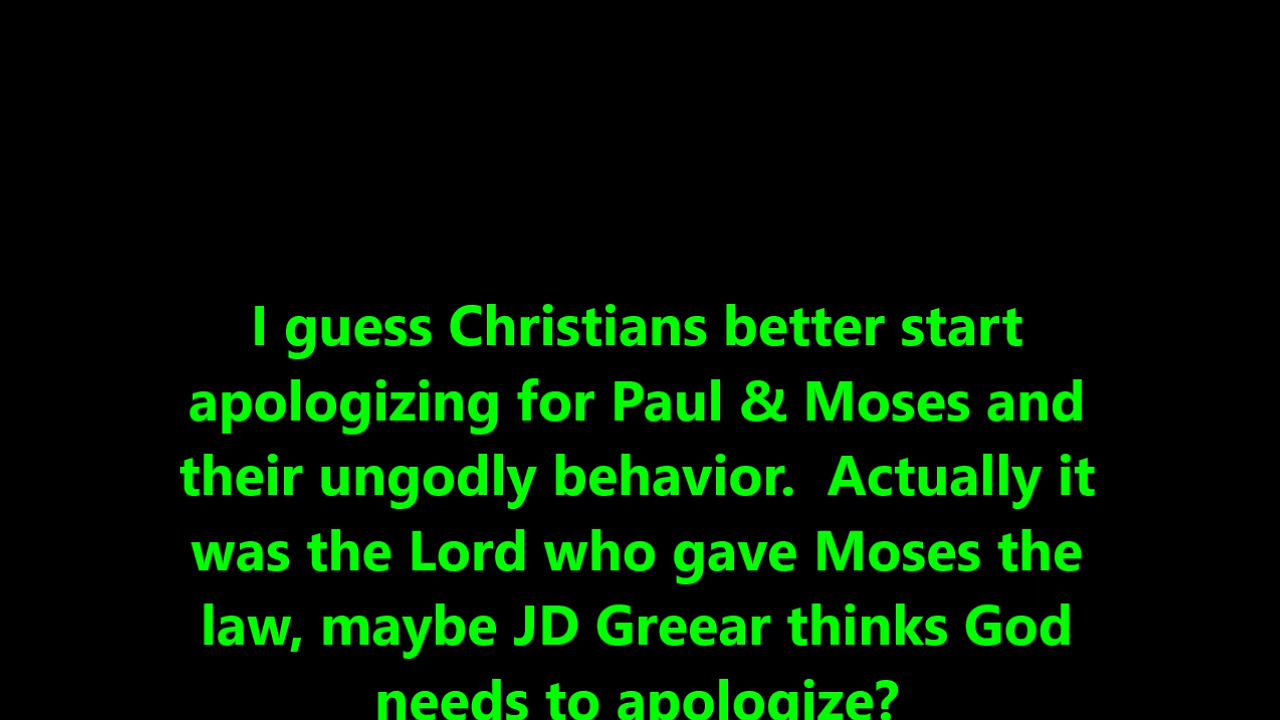 I guess Christians better start
apologizing for Paul & Moses and
their ungodly behavior.  Actually it
was the Lord who gave Moses the
law, maybe JD Greear thinks God
needs to apologize?